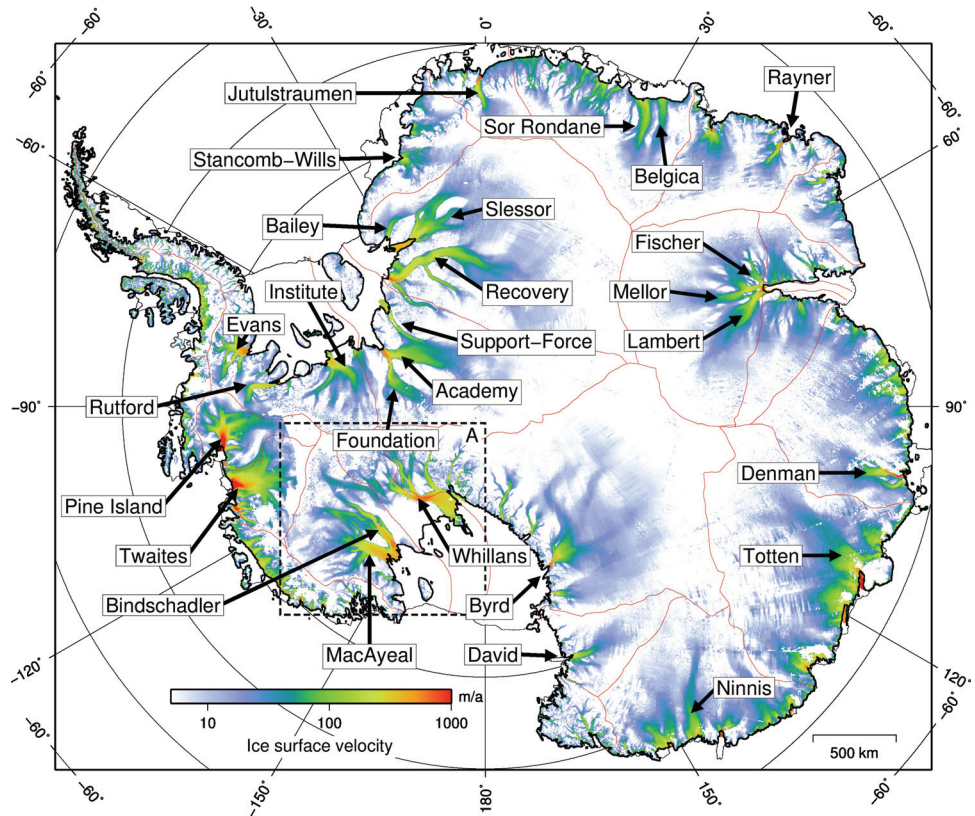 -60°
0
30°
-60°
-60°
-60°
60°
Rayner
Jutulstraumen
Sor Rondane
Stancomb-Wills
Belgica
Slessor
Bailey
Fischer
Institute
Recovery
Mellor
Evans
Support-Force
Lambert
Rutford
Academy
-90°
90°
Foundation
A
Denman
Pine Island
Twaites
Whillans
Totten
Bindschadler
Byrd
MacAyeal
David
-120°
120°
Ninnis
m/a
10
100
1000
Ice surface velocity
500 km
-60°
-60°
-60°
-150°
180
150°
-60°